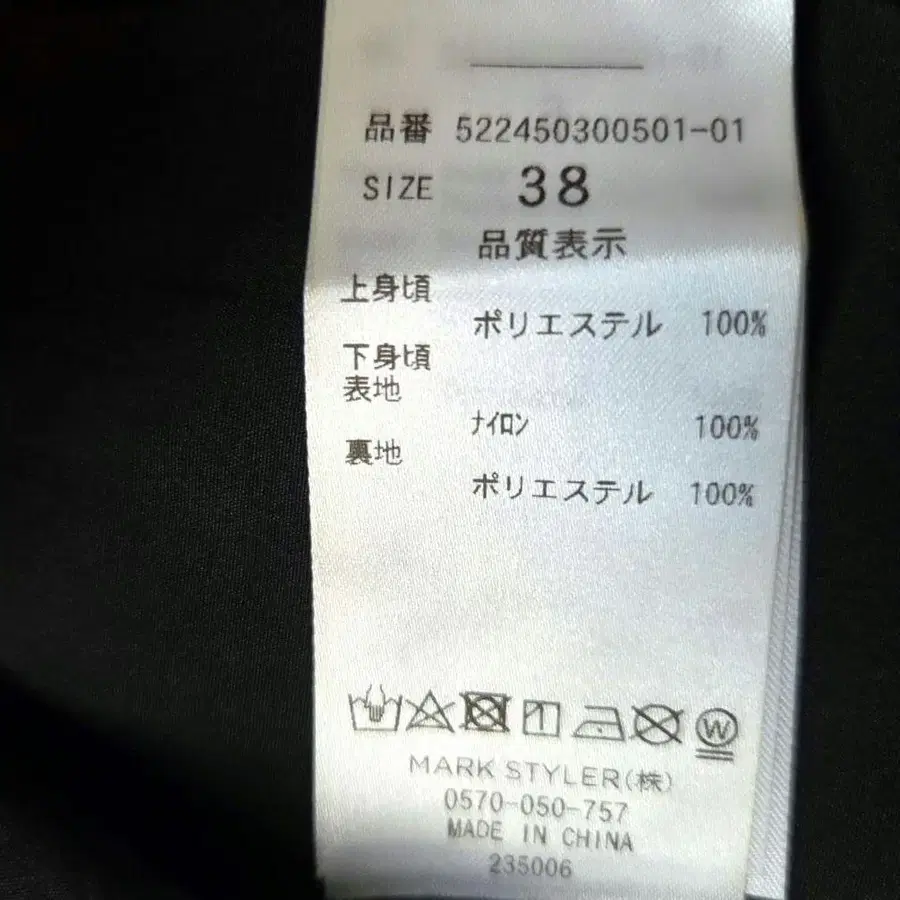 品番 522450300501-01
SIZE 38
品質表示
上身頃
ポリエステル 100%
下身頃
表地
ナイロン 100%
裏地
ポリエステル 100%
W
MARK STYLER(株)
0570-050-757
MADE IN CHINA
235006